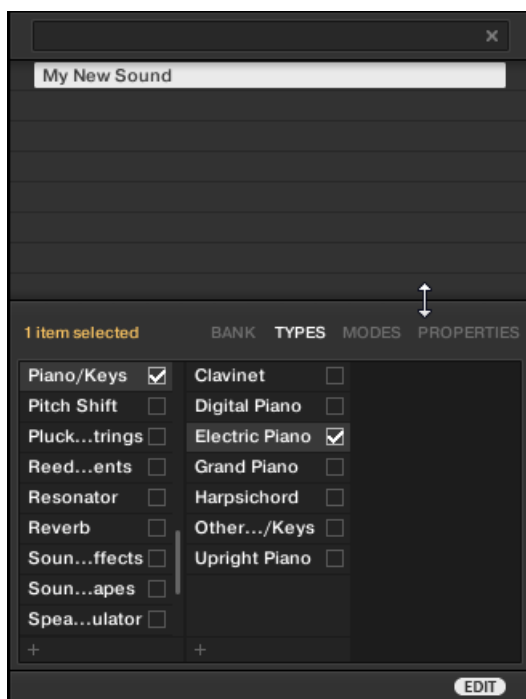 My New Sound
1 item selected
BANK TYPES MODES PROPERTIES
Piano/Keys
Pitch Shift
Pluck...trings
Reed...ents
Resonator
Reverb
Soun...ffects
Soun...apes
Spea...ulator
+
Clavinet
Digital Piano
Electric Piano
Grand Piano
Harpsichord
Other.../Keys
Upright Piano
+
EDIT